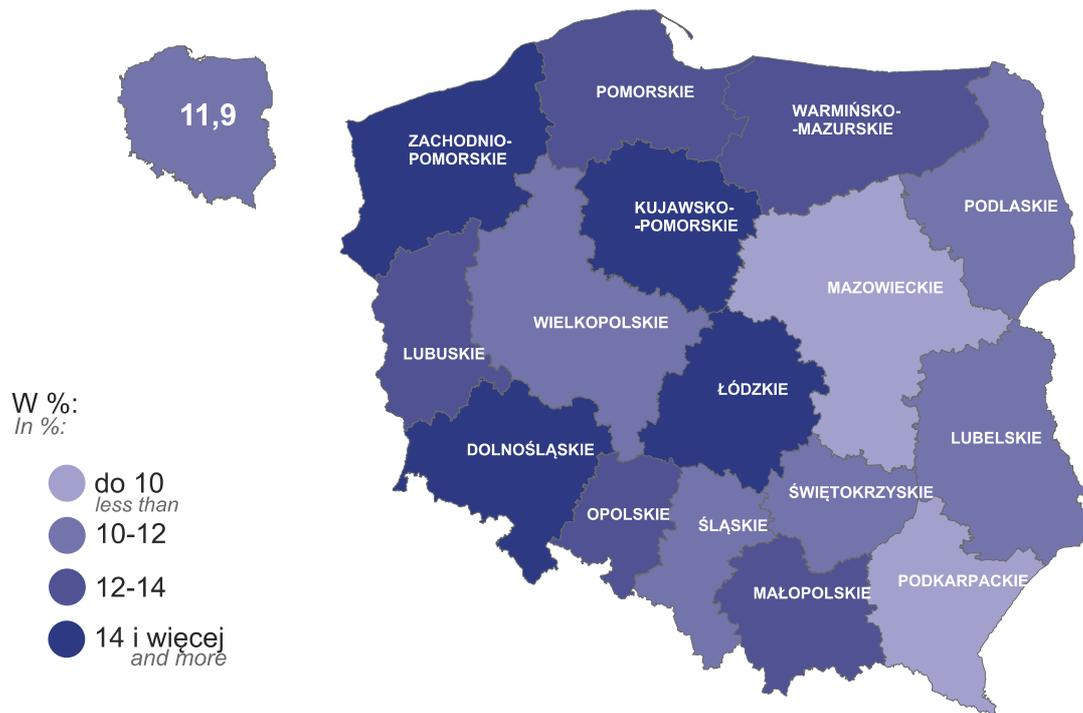 11,9
POMORSKIE
WARMIŃSKO-
-MAZURSKIE
ZACHODNIO-
POMORSKIE
KUJAWSKO-
-POMORSKIE
PODLASKIE
MAZOWIECKIE
WIELKOPOLSKIE
LUBUSKIE
ŁÓDZKIE
LUBELSKIE
DOLNOŚLĄSKIE
ŚWIĘTOKRZYSKIE
OPOLSKIE
ŚLĄSKIE
PODKARPACKIE
MAŁOPOLSKIE
W %:
In %:
do 10
less than
10-12
12-14
14 i więcej
and more